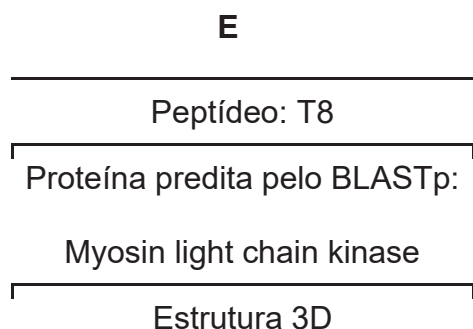 E
Peptídeo: T8
Proteína predita pelo BLASTp:
Myosin light chain kinase
Estrutura 3D